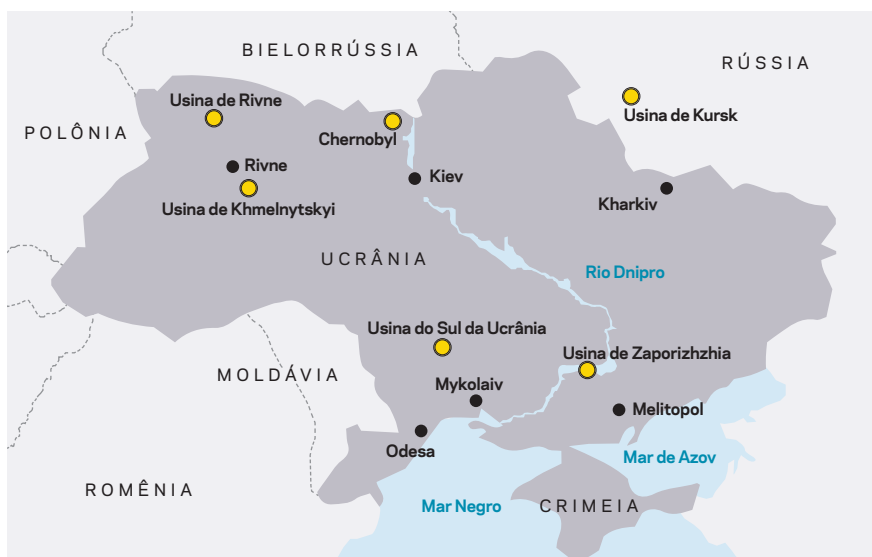 BIELORRÚSSIA
RÚSSIA
Usina de Rivne
Usina de Kursk
POLÔNIA
Chernobyl
Rivne
Kiev
Kharkiv
Usina de Khmelnytskyi
UCRÂNIA
Rio Dnipro
Usina do Sul da Ucrânia
Usina de Zaporizhzhia
MOLDÁVIA
Mykolaiv
Melitopol
Odesa
Mar de Azov
ROMÊNIA
Mar Negro
CRIMEIA